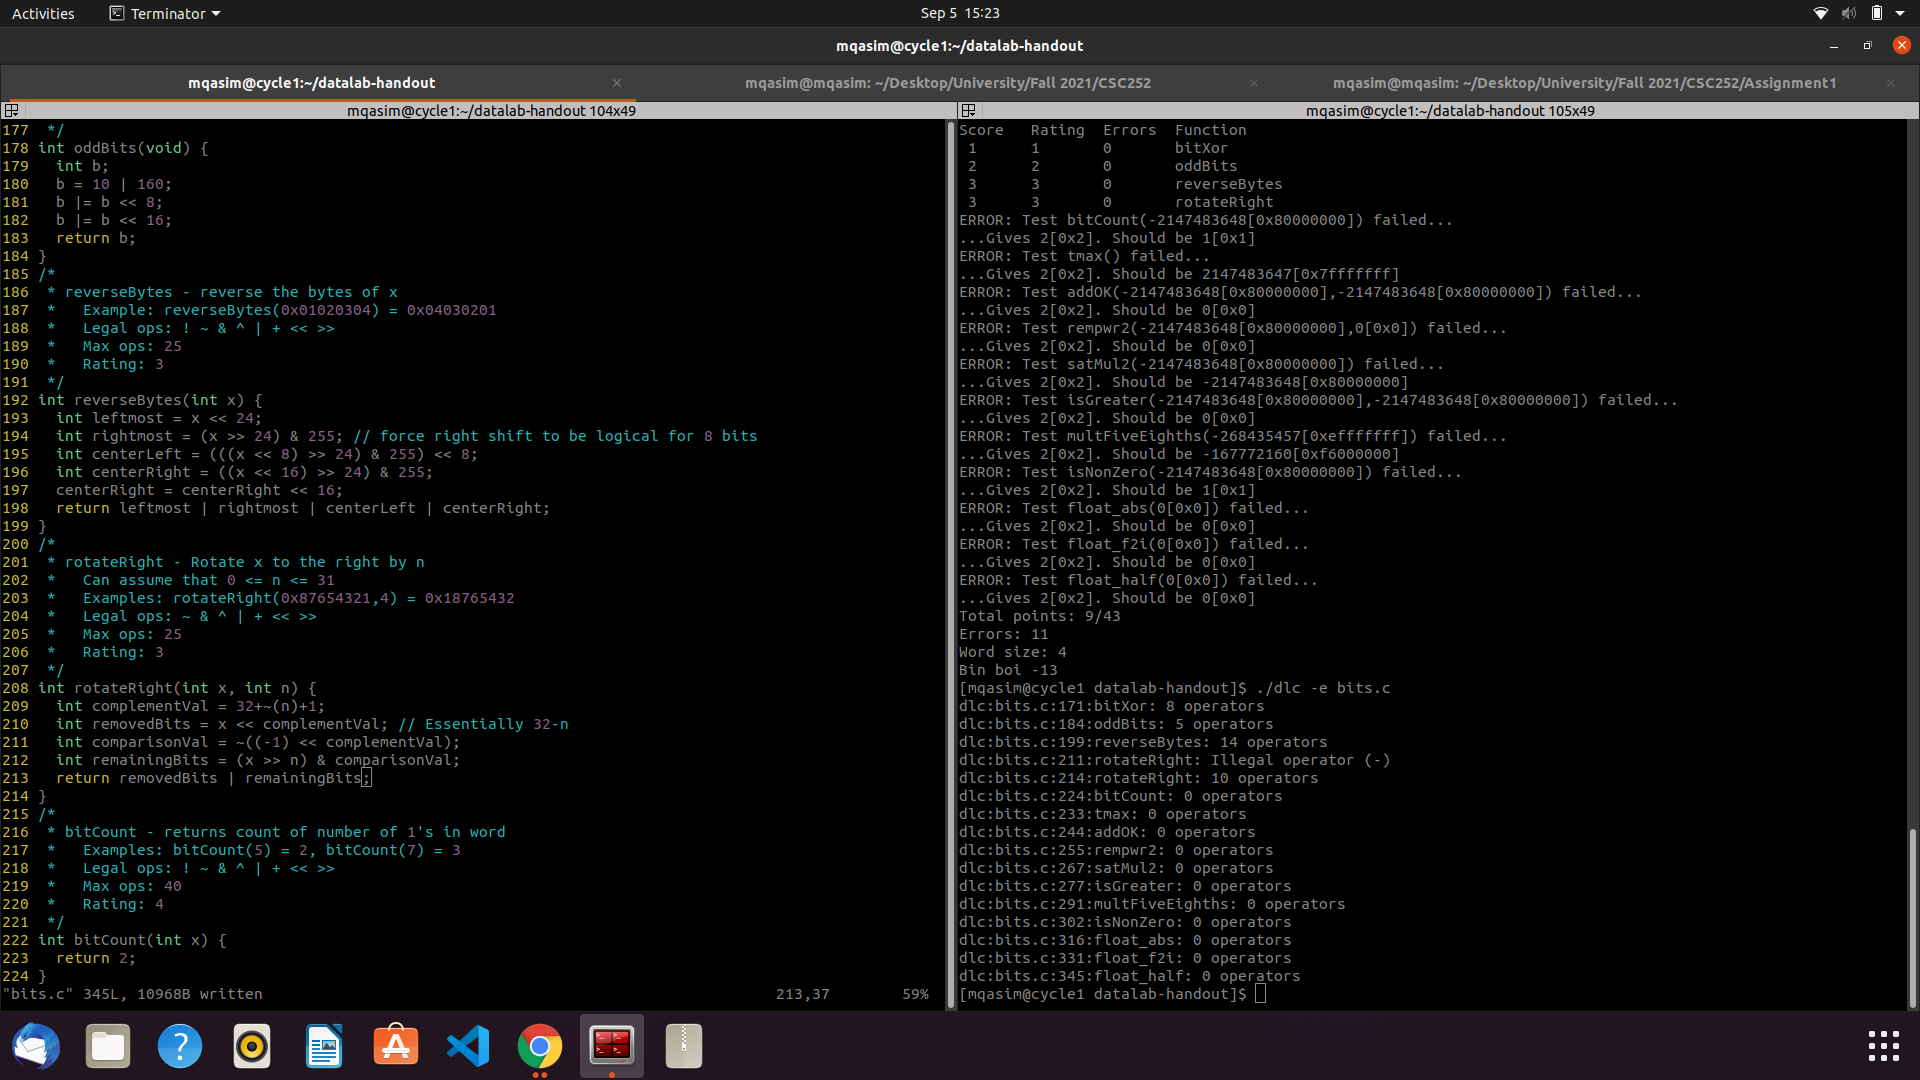 Activities
Terminator
Sep 5 15:23
mqasim@cycle1:~/datalab-handout
mqasim@cycle1:~/datalab-handout
mqasim@mqasim: ~/Desktop/University/Fall 2021/CSC252
mqasim@mqasim: ~/Desktop/University/Fall 2021/CSC252/Assignment1
mqasim@cycle1:~/datalab-handout 104x49
177  */
178 int oddBits(void) {
179   int b;
180   b = 10 | 160;
181   b |= b << 8;
182   b |= b << 16;
183   return b;
184 }
185 /*
186  * reverseBytes - reverse the bytes of x
187  *   Example: reverseBytes(0x01020304) = 0x04030201
188  *   Legal ops: ! ~ & ^ | + << >>
189  *   Max ops: 25
190  *   Rating: 3
191  */
192 int reverseBytes(int x) {
193   int leftmost = x << 24;
194   int rightmost = (x >> 24) & 255; // force right shift to be logical for 8 bits
195   int centerLeft = (((x << 8) >> 24) & 255) << 8;
196   int centerRight = ((x << 16) >> 24) & 255;
197   centerRight = centerRight << 16;
198   return leftmost | rightmost | centerLeft | centerRight;
199 }
200 /*
201  * rotateRight - Rotate x to the right by n
202  *   Can assume that 0 <= n <= 31
203  *   Examples: rotateRight(0x87654321,4) = 0x18765432
204  *   Legal ops: ~ & ^ | + << >>
205  *   Max ops: 25
206  *   Rating: 3
207  */
208 int rotateRight(int x, int n) {
209   int complementVal = 32+~(n)+1;
210   int removedBits = x << complementVal; // Essentially 32-n
211   int comparisonVal = ~((-1) << complementVal);
212   int remainingBits = (x >> n) & comparisonVal;
213   return removedBits | remainingBits;
214 }
215 /*
216  * bitCount - returns count of number of 1's in word
217  *   Examples: bitCount(5) = 2, bitCount(7) = 3
218  *   Legal ops: ! ~ & ^ | + << >>
219  *   Max ops: 40
220  *   Rating: 4
221  */
222 int bitCount(int x) {
223   return 2;
224 }
"bits.c" 345L, 10968B written 213,37 59%
mqasim@cycle1:~/datalab-handout 105x49
Score   Rating  Errors  Function
1      1       0       bitXor
2      2       0       oddBits
3      3       0       reverseBytes
3      3       0       rotateRight
ERROR: Test bitCount(-2147483648[0x80000000]) failed...
...Gives 2[0x2]. Should be 1[0x1]
ERROR: Test tmax() failed...
...Gives 2[0x2]. Should be 2147483647[0x7fffffff]
ERROR: Test addOK(-2147483648[0x80000000],-2147483648[0x80000000]) failed...
...Gives 2[0x2]. Should be 0[0x0]
ERROR: Test rempwr2(-2147483648[0x80000000],0[0x0]) failed...
...Gives 2[0x2]. Should be 0[0x0]
ERROR: Test satMul2(-2147483648[0x80000000]) failed...
...Gives 2[0x2]. Should be -2147483648[0x80000000]
ERROR: Test isGreater(-2147483648[0x80000000],-2147483648[0x80000000]) failed...
...Gives 2[0x2]. Should be 0[0x0]
ERROR: Test multFiveEighths(-268435457[0xefffffff]) failed...
...Gives 2[0x2]. Should be -167772160[0xf6000000]
ERROR: Test isNonZero(-2147483648[0x80000000]) failed...
...Gives 2[0x2]. Should be 1[0x1]
ERROR: Test float_abs(0[0x0]) failed...
...Gives 2[0x2]. Should be 0[0x0]
ERROR: Test float_f2i(0[0x0]) failed...
...Gives 2[0x2]. Should be 0[0x0]
ERROR: Test float_half(0[0x0]) failed...
...Gives 2[0x2]. Should be 0[0x0]
Total points: 9/43
Errors: 11
Word size: 4
Bin boi -13
[mqasim@cycle1 datalab-handout]$ ./dlc -e bits.c
dlc:bits.c:171:bitXor: 8 operators
dlc:bits.c:184:oddBits: 5 operators
dlc:bits.c:199:reverseBytes: 14 operators
dlc:bits.c:211:rotateRight: Illegal operator (-)
dlc:bits.c:214:rotateRight: 10 operators
dlc:bits.c:224:bitCount: 0 operators
dlc:bits.c:233:tmax: 0 operators
dlc:bits.c:244:addOK: 0 operators
dlc:bits.c:255:rempwr2: 0 operators
dlc:bits.c:267:satMul2: 0 operators
dlc:bits.c:277:isGreater: 0 operators
dlc:bits.c:291:multFiveEighths: 0 operators
dlc:bits.c:302:isNonZero: 0 operators
dlc:bits.c:316:float_abs: 0 operators
dlc:bits.c:331:float_f2i: 0 operators
dlc:bits.c:345:float_half: 0 operators
[mqasim@cycle1 datalab-handout]$